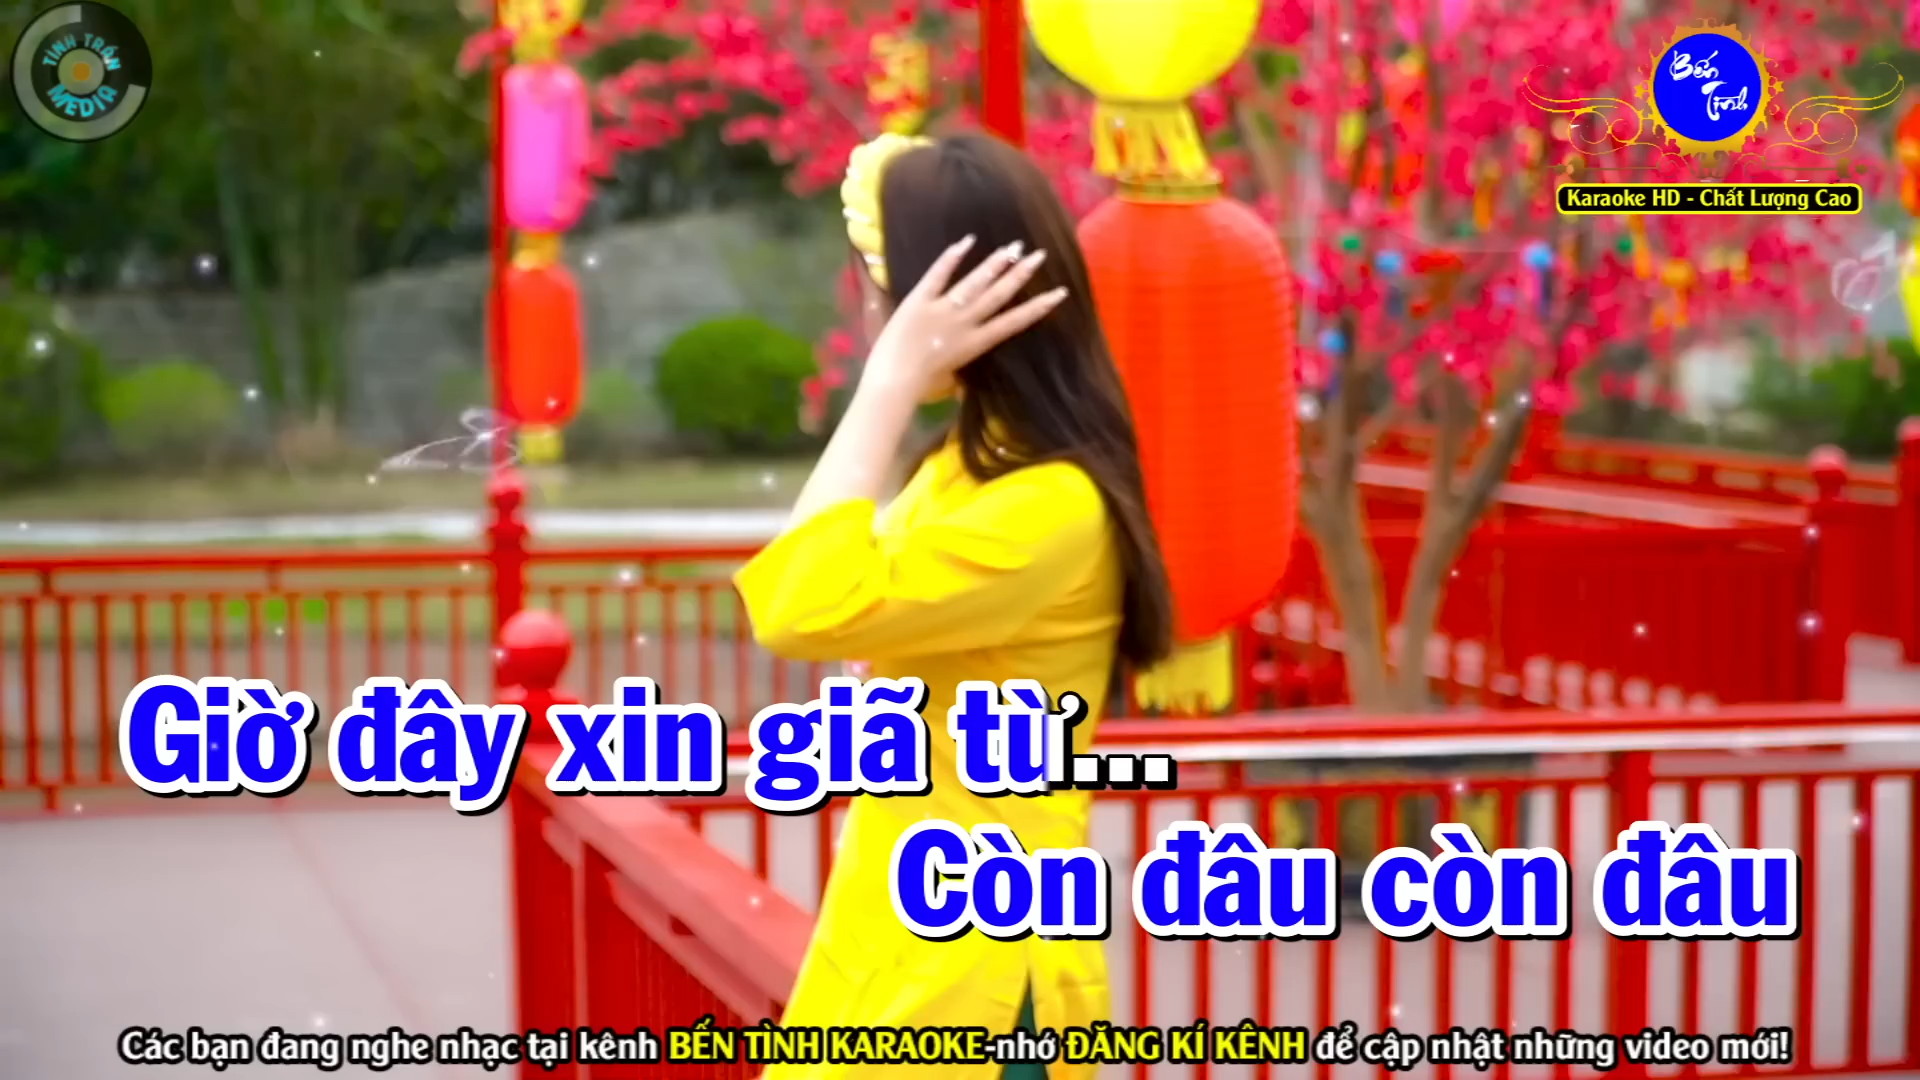 TÌNH TRẦN
MEDIA
Bến
Tình
Karaoke HD - Chất Lượng Cao
Giờ đây xin giã từ...
Còn đâu còn đâu
Các bạn đang nghe nhạc tại kênh BẾN TÌNH KARAOKE-nhớ ĐĂNG KÍ KÊNH để cập nhật những video mới!